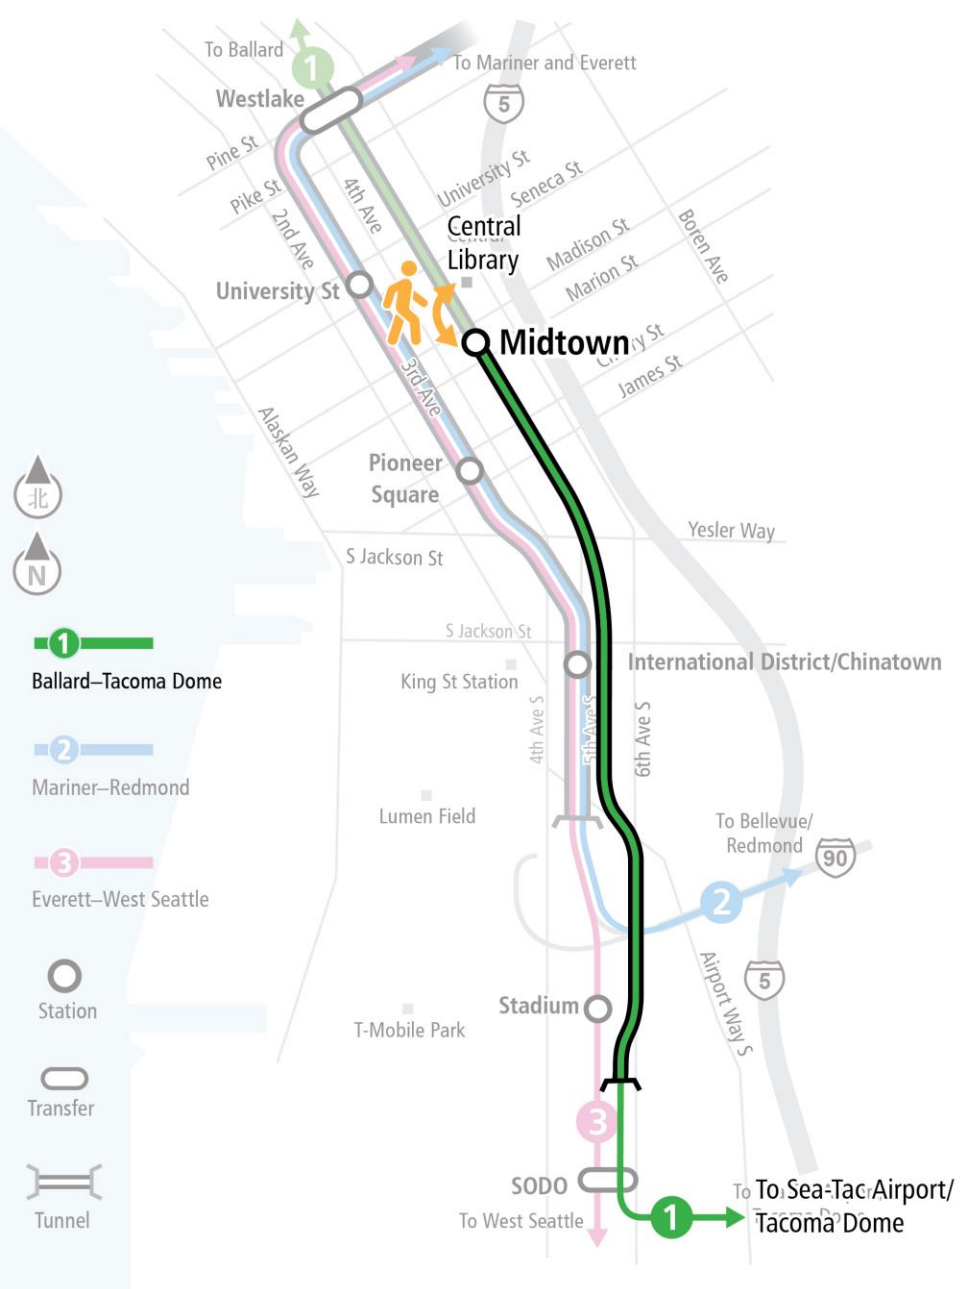 To Ballard
1
To Mariner and Everett
Westlake
5
Pine St
Pike St
University St
Seneca St
4th Ave
2nd Ave
Central
Library
Madison St
Marion St
Boren Ave
University St
Midtown
James St
3rd Ave
Alaskan Way
Pioneer
Square
北
N
Yesler Way
S Jackson St
S Jackson St
1
Ballard–Tacoma Dome
International District/Chinatown
King St Station
4th Ave S
5th Ave S
6th Ave S
2
Mariner–Redmond
Lumen Field
To Bellevue/
Redmond
90
3
Everett–West Seattle
2
Airport Way S
5
Station
Stadium
T-Mobile Park
Transfer
3
SODO
To West Seattle
1
To Sea-Tac Airport/
Tacoma Dome
Tunnel